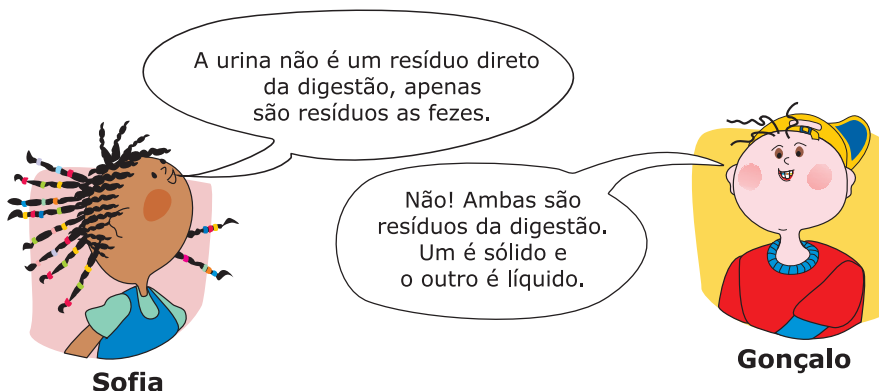 A urina não é um resíduo direto
da digestão, apenas
são resíduos as fezes.
Não! Ambas são
resíduos da digestão.
Um é sólido e
o outro é líquido.
Sofia
Gonçalo